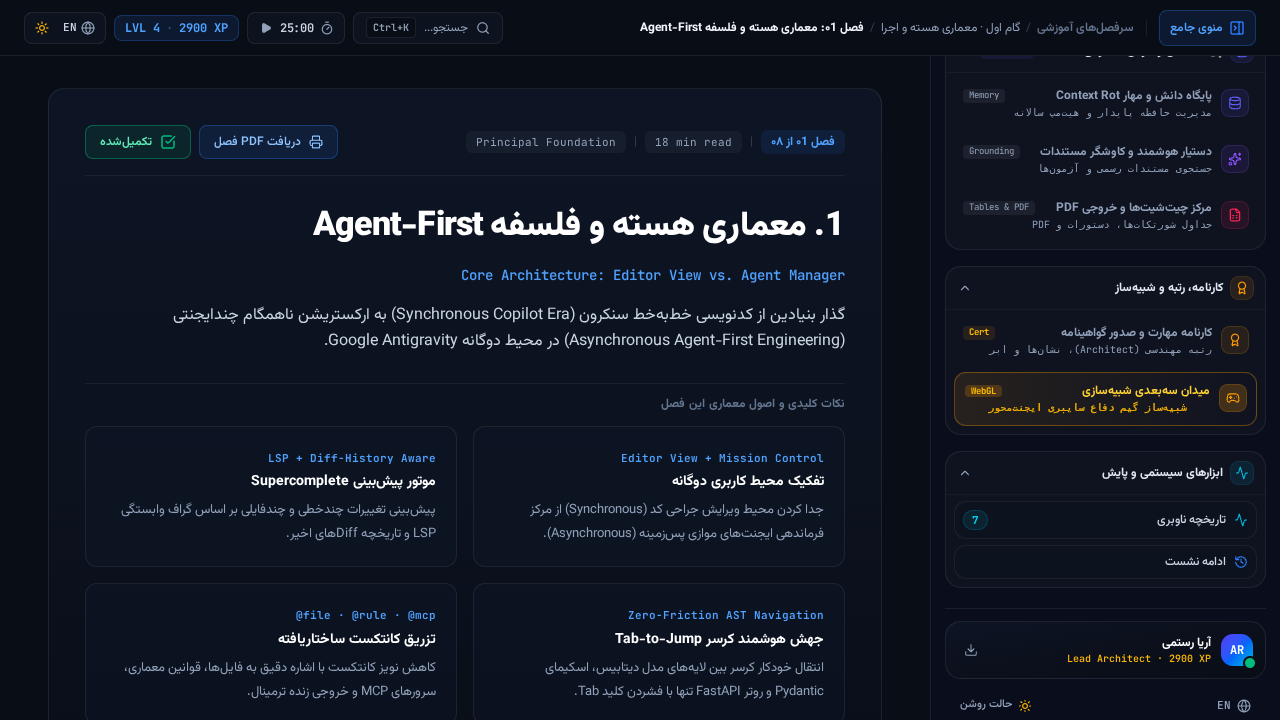 منوی جامع
سرفصل‌های آموزشی / گام اول · معماری هسته و اجرا / فصل ۰۱: معماری هسته و فلسفه Agent-First
جستجو... Ctrl+K
25:00
LVL 4 · 2900 XP
EN
فصل ۰۱ از ۰۸
18 min read
Principal Foundation
دریافت PDF فصل
تکمیل‌شده
1. معماری هسته و فلسفه Agent-First
Core Architecture: Editor View vs. Agent Manager
گذار بنیادین از کدنویسی خط‌به‌خط سنکرون (Synchronous Copilot Era) به ارکستریشن ناهمگام چندایجنتی
(Asynchronous Agent-First Engineering) در محیط دوگانه Google Antigravity.
نکات کلیدی و اصول معماری این فصل
Editor View + Mission Control
تفکیک محیط کاربری دوگانه
جدا کردن محیط ویرایش جراحی کد (Synchronous) از مرکز
فرماندهی ایجنت‌های موازی پس‌زمینه (Asynchronous).
LSP + Diff-History Aware
موتور پیش‌بینی Supercomplete
پیش‌بینی تغییرات چندخطی و چندفایلی بر اساس گراف وابستگی
LSP و تاریخچه Diffهای اخیر.
Zero-Friction AST Navigation
جهش هوشمند کرسر Tab-to-Jump
انتقال خودکار کرسر بین لایه‌های مدل دیتابیس، اسکیمای
Pydantic و روتر FastAPI تنها با فشردن کلید Tab.
@file · @rule · @mcp
تزریق کانتکست ساختاریافته
کاهش نویز کانتکست با اشاره دقیق به فایل‌ها، قوانین معماری،
سرورهای MCP و خروجی زنده ترمینال.
پایگاه دانش و مهار Context Rot
Memory
مدیریت حافظه پایدار و هیت‌مپ سالانه
دستیار هوشمند و کاوشگر مستندات
Grounding
جستجوی مستندات رسمی و آزمون‌ها
مرکز چیت‌شیت‌ها و خروجی PDF
Tables & PDF
جداول شورتکات‌ها، دستورات و PDF
کارنامه، رتبه و شبیه‌ساز
کارنامه مهارت و صدور گواهینامه
Cert
رتبه مهندسی (Architect)، نشان‌ها و ابر
میدان سه‌بعدی شبیه‌سازی
WebGL
شبیه‌ساز گیم دفاع سایبری ایجنت‌محور
ابزارهای سیستمی و پایش
تاریخچه ناوبری
7
ادامه نشست
AR
آریا رستمی
Lead Architect · 2900 XP
EN
حالت روشن